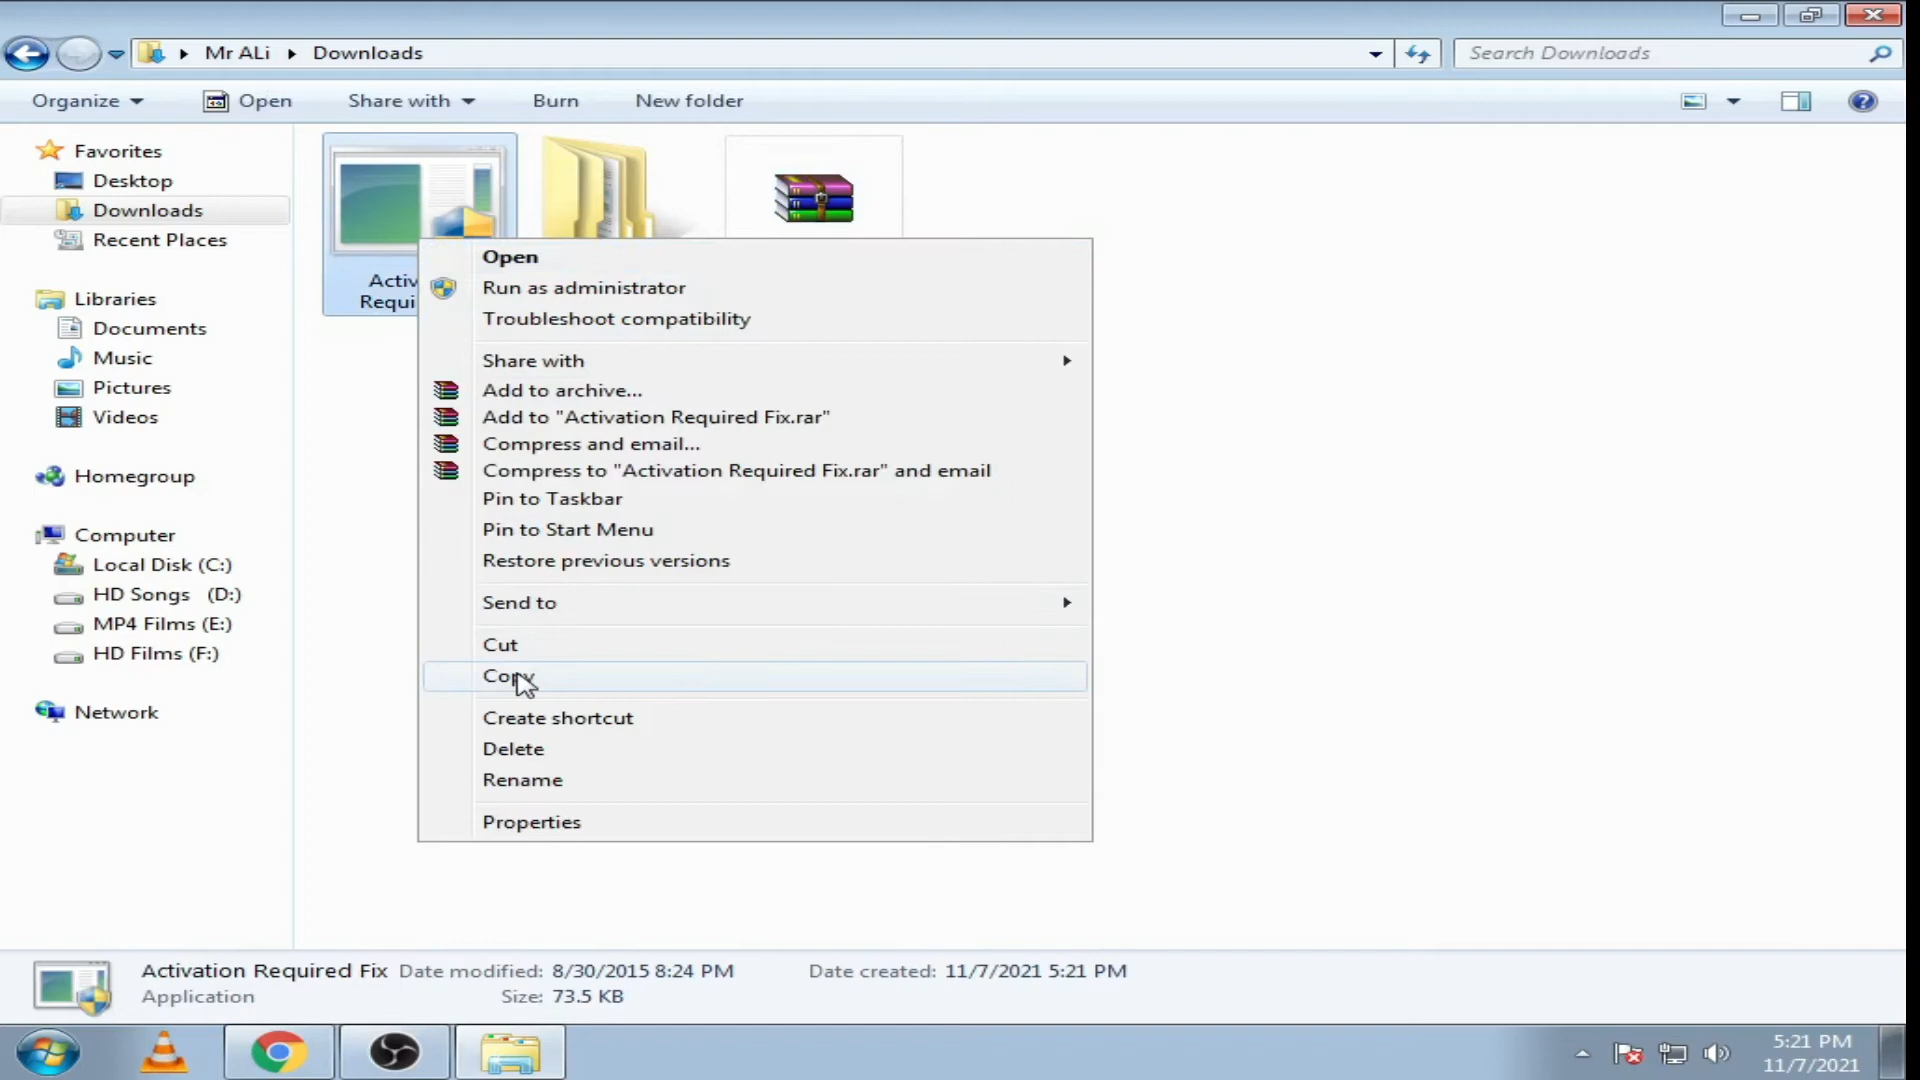 Mr ALi
Downloads
Search Downloads
Organize
Open
Share with
Burn
New folder
Favorites
Desktop
Downloads
Recent Places
Libraries
Documents
Music
Pictures
Videos
Homegroup
Computer
Local Disk (C:)
HD Songs (D:)
MP4 Films (E:)
HD Films (F:)
Network
Open
Run as administrator
Troubleshoot compatibility
Share with
Add to archive...
Add to "Activation Required Fix.rar"
Compress and email...
Compress to "Activation Required Fix.rar" and email
Pin to Taskbar
Pin to Start Menu
Restore previous versions
Send to
Cut
Copy
Create shortcut
Delete
Rename
Properties
Activation Required Fix Date modified: 8/30/2015 8:24 PM Date created: 11/7/2021 5:21 PM
Application Size: 73.5 KB
5:21 PM
11/7/2021